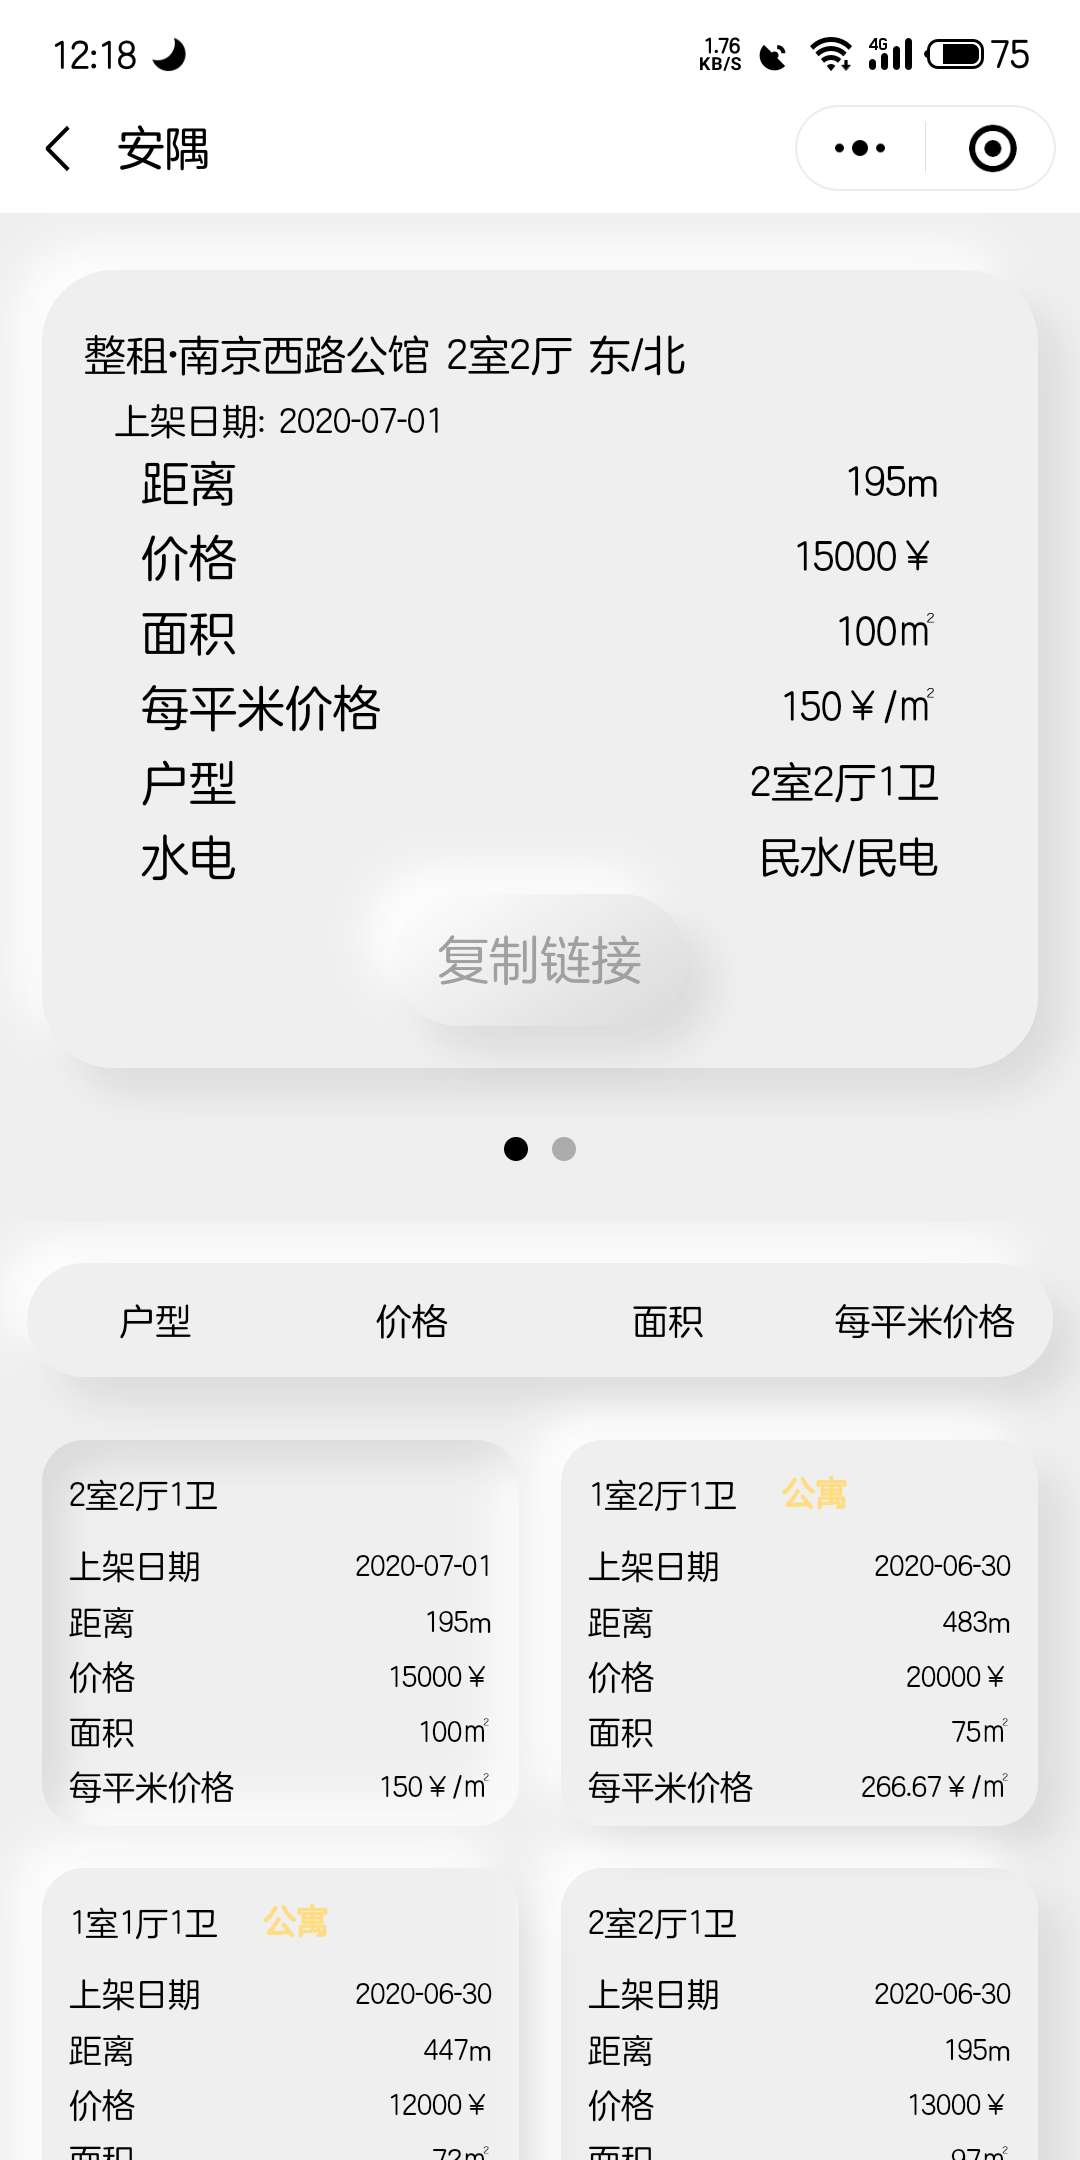 12:18
1.76
KB/S
4G
75
安隅
整租·南京西路公馆 2室2厅 东/北
上架日期: 2020-07-01
距离 195m
价格 15000￥
面积 100㎡
每平米价格 150￥/㎡
户型 2室2厅1卫
水电 民水/民电
复制链接
户型 价格 面积 每平米价格
2室2厅1卫
上架日期 2020-07-01
距离 195m
价格 15000￥
面积 100㎡
每平米价格 150￥/㎡
1室2厅1卫 公寓
上架日期 2020-06-30
距离 483m
价格 20000￥
面积 75㎡
每平米价格 266.67￥/㎡
1室1厅1卫 公寓
上架日期 2020-06-30
距离 447m
价格 12000￥
面积 72㎡
2室2厅1卫
上架日期 2020-06-30
距离 195m
价格 13000￥
面积 97㎡